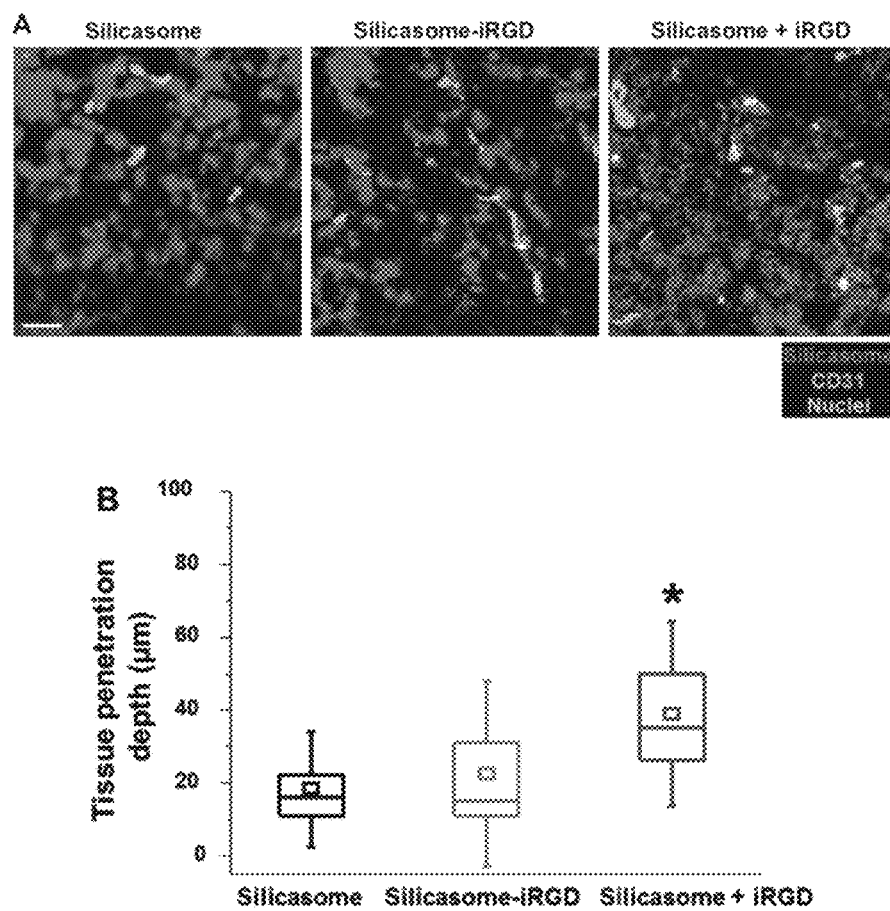 A
Silicasome
Silicasome-iRGD
Silicasome + iRGD
Silicasome
CD31
Nuclei
B
Tissue penetration
depth (µm)
100
80
60
40
20
0
*
Silicasome
Silicasome-iRGD
Silicasome + iRGD